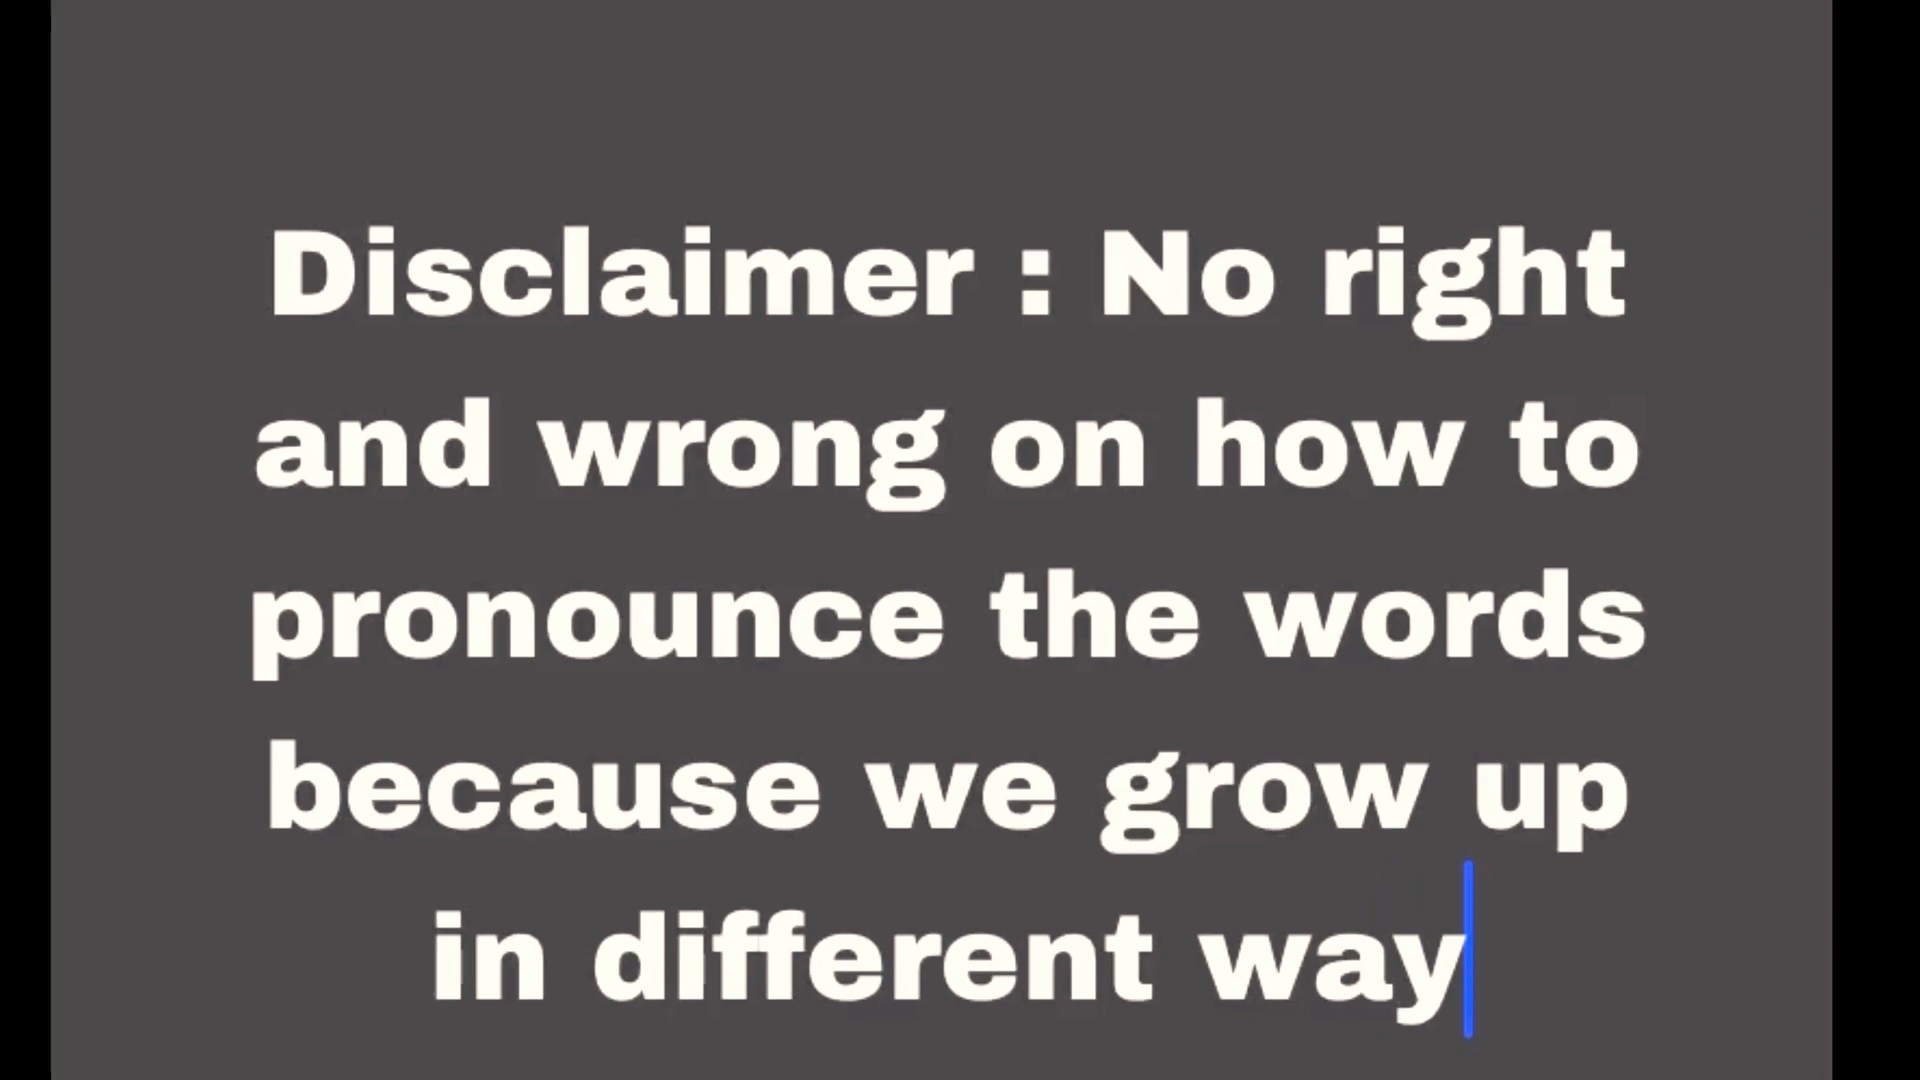 Disclaimer : No right
and wrong on how to
pronounce the words
because we grow up
in different way